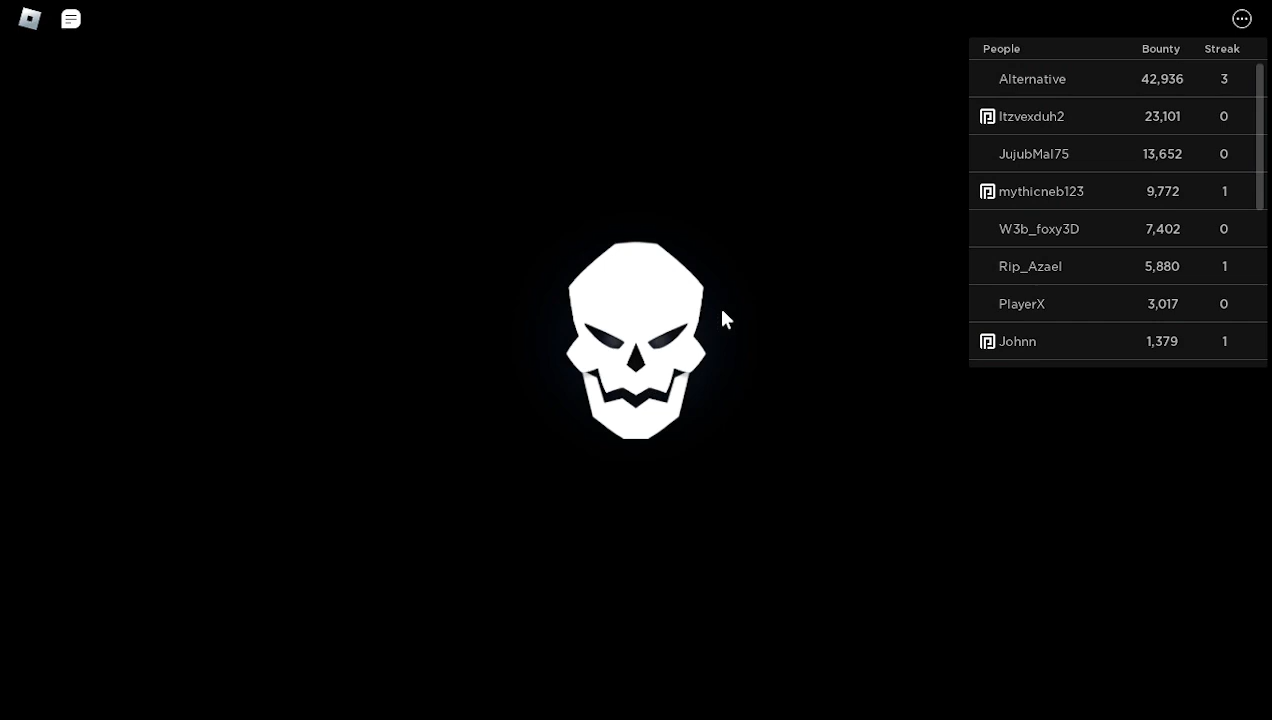 People Bounty Streak
Alternative 42,936 3
Itzvexduh2 23,101 0
JujubMal75 13,652 0
mythicneb123 9,772 1
W3b_foxy3D 7,402 0
Rip_Azael 5,880 1
PlayerX 3,017 0
Johnn 1,379 1